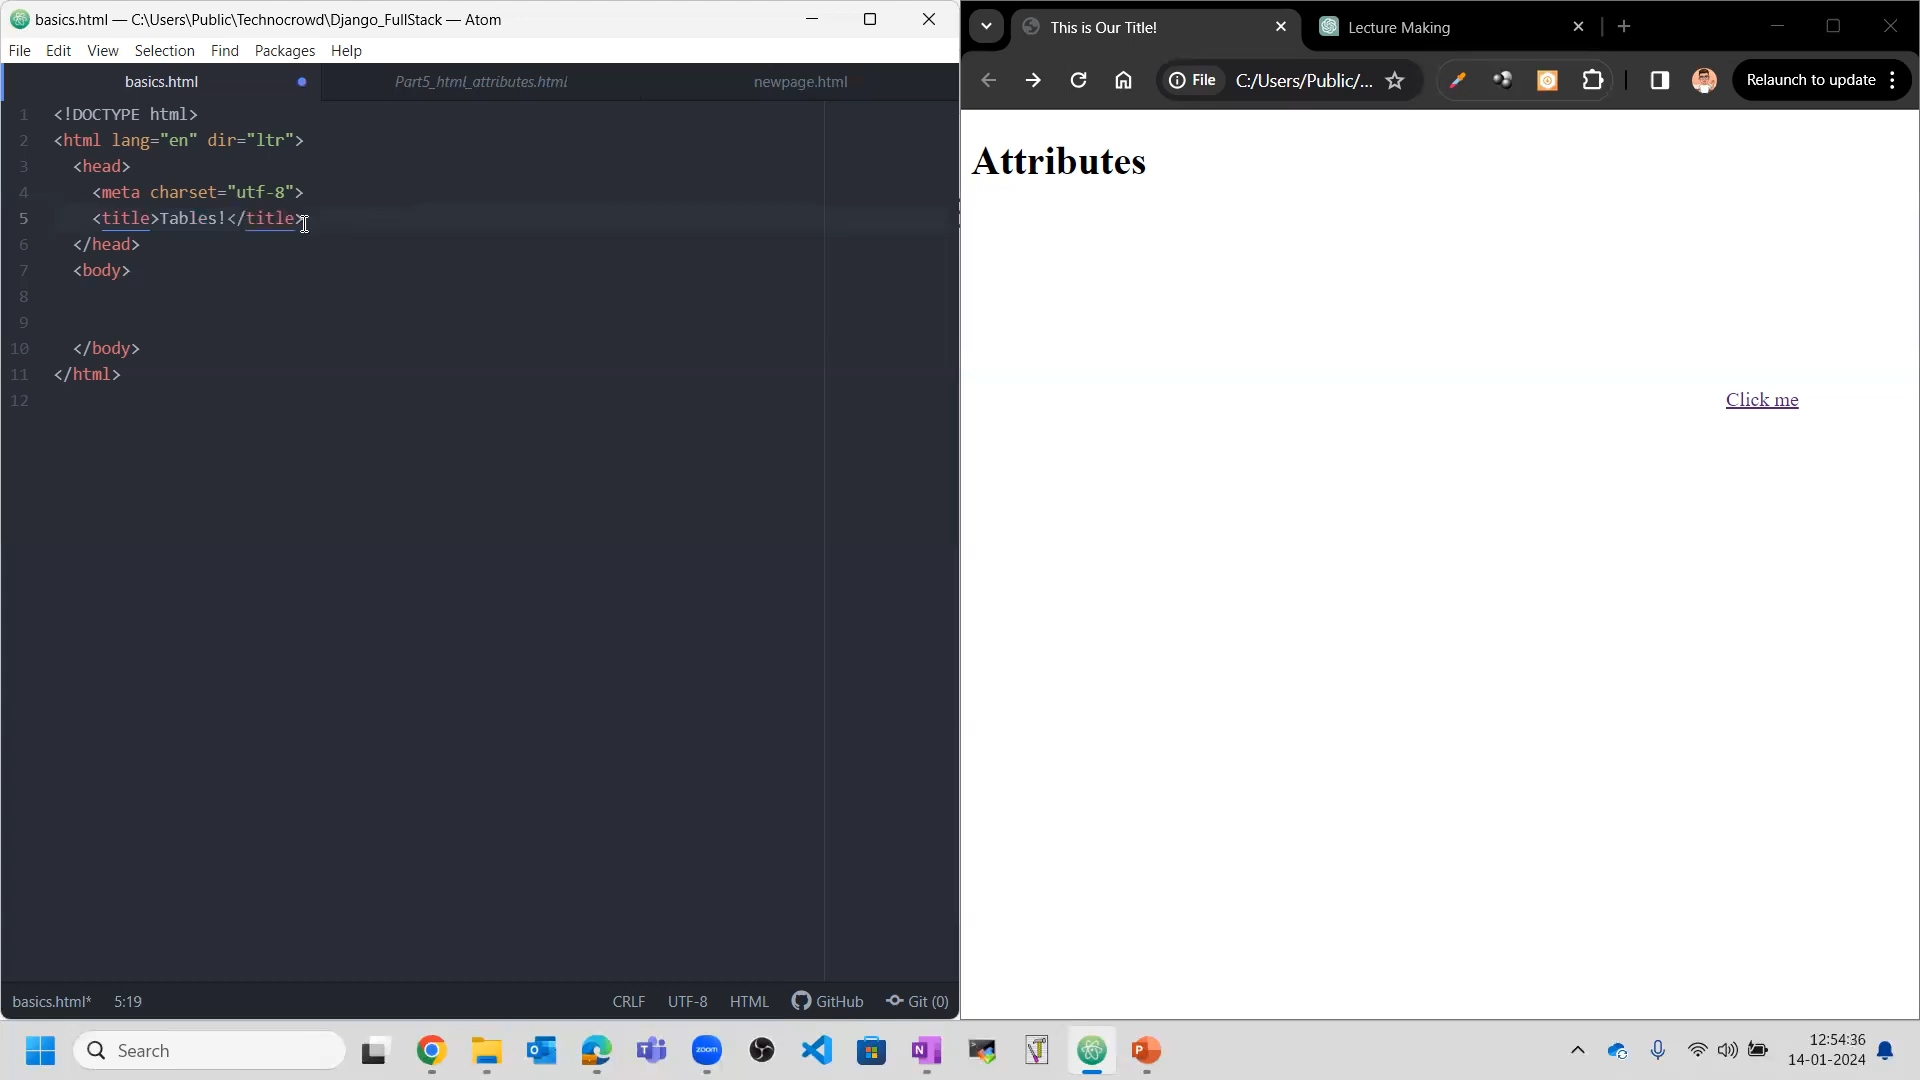 basics.html — C:\Users\Public\Technocrowd\Django_FullStack — Atom
File Edit View Selection Find Packages Help
basics.html Part5_html_attributes.html newpage.html
1 <!DOCTYPE html>
2 <html lang="en" dir="ltr">
3 <head>
4 <meta charset="utf-8">
5 <title>Tables!</title>
6 </head>
7 <body>
8
9
10 </body>
11 </html>
12
basics.html* 5:19 CRLF UTF-8 HTML GitHub Git (0)
This is Our Title! Lecture Making
File C:/Users/Public/... Relaunch to update
Attributes
Click me
Search
zoom
12:54:36
14-01-2024